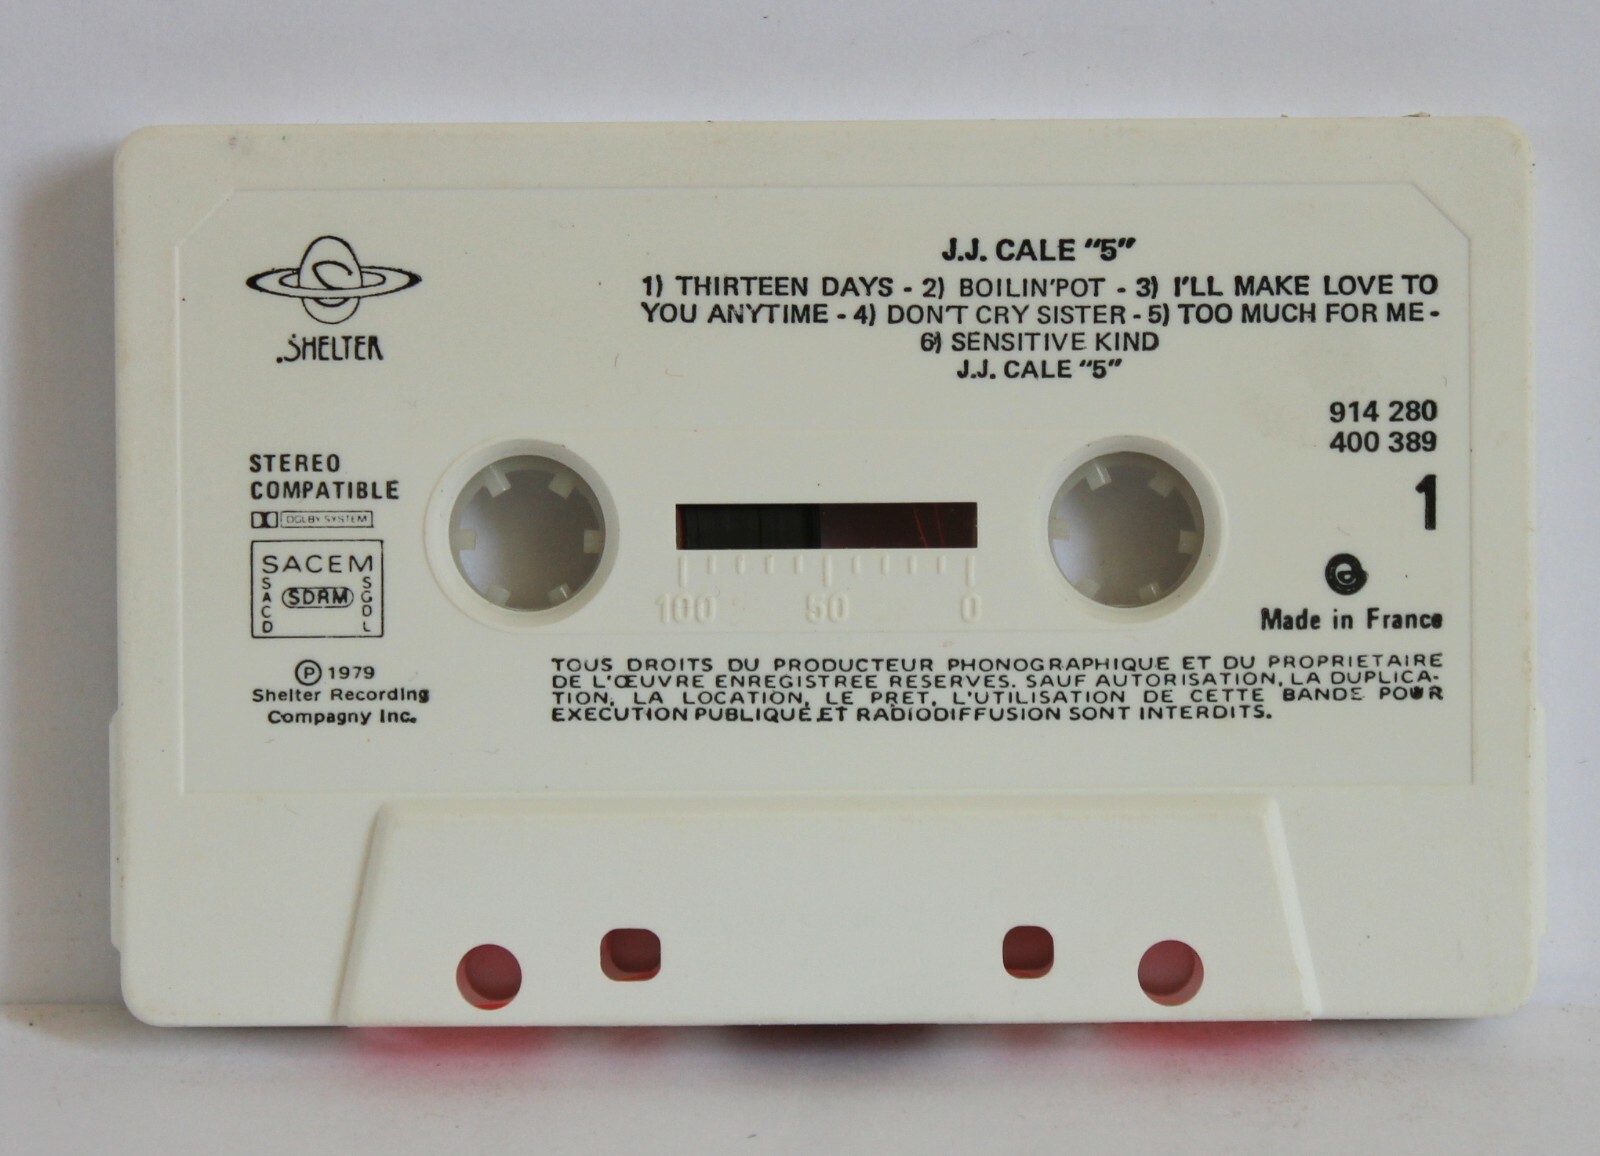 SHELTER
J.J. CALE "5"
1) THIRTEEN DAYS - 2) BOILIN'POT - 3) I'LL MAKE LOVE TO
YOU ANYTIME - 4) DON'T CRY SISTER - 5) TOO MUCH FOR ME -
6) SENSITIVE KIND
J.J. CALE "5"
914 280
400 389
1
STEREO
COMPATIBLE
DOLBY SYSTEM
SACEM
SACD
SDRM
SGDL
100 50 0
Made in France
Ⓟ 1979
Shelter Recording
Compagny Inc.
TOUS DROITS DU PRODUCTEUR PHONOGRAPHIQUE ET DU PROPRIETAIRE
DE L'ŒUVRE ENREGISTREE RESERVES. SAUF AUTORISATION, LA DUPLICA-
TION, LA LOCATION, LE PRET, L'UTILISATION DE CETTE BANDE POUR
EXECUTION PUBLIQUE ET RADIODIFFUSION SONT INTERDITS.